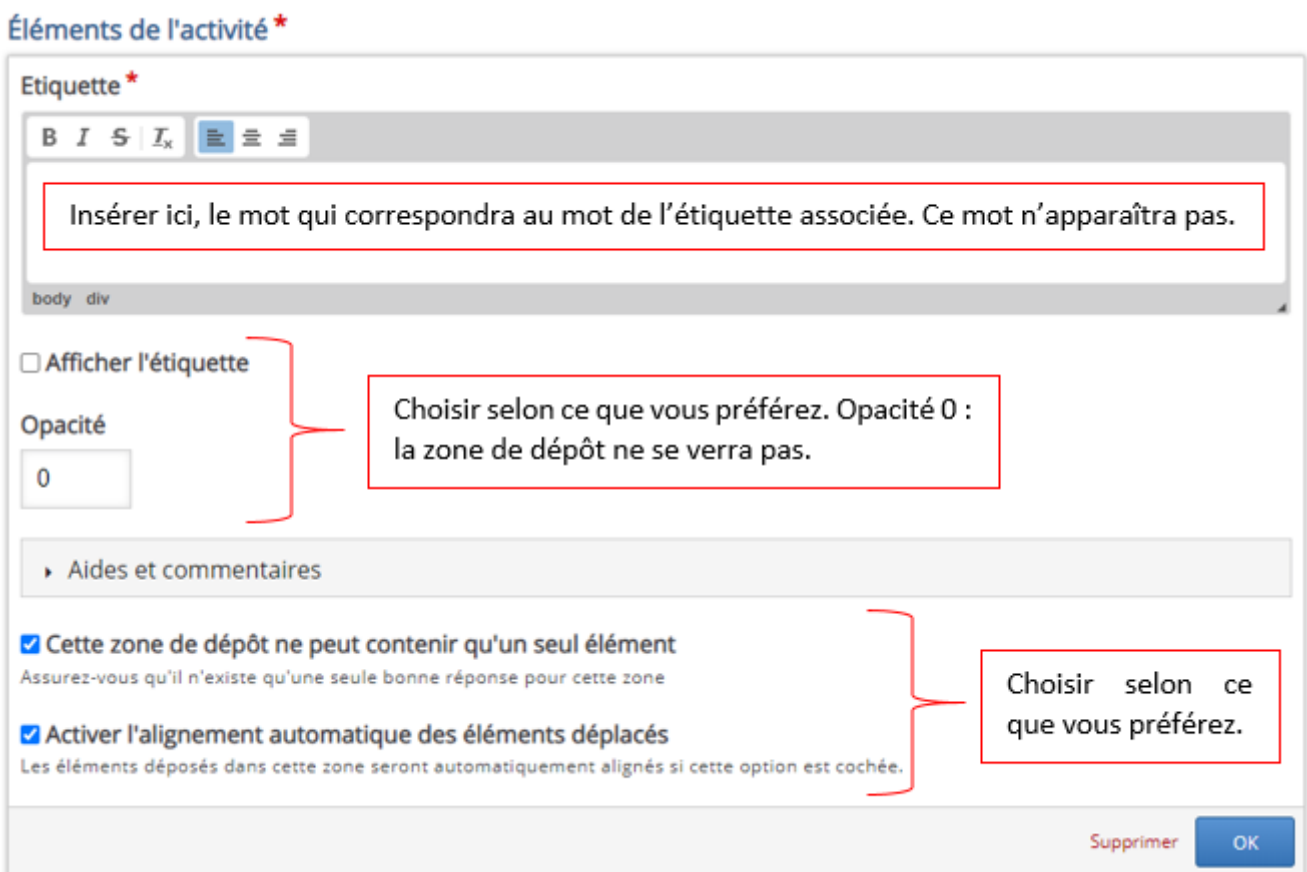 Éléments de l'activité *
Etiquette *
B I S Ix
Insérer ici, le mot qui correspondra au mot de l’étiquette associée. Ce mot n’apparaîtra pas.
body div
Afficher l'étiquette
Opacité
0
Choisir selon ce que vous préférez. Opacité 0 :
la zone de dépôt ne se verra pas.
Aides et commentaires
Cette zone de dépôt ne peut contenir qu'un seul élément
Assurez-vous qu'il n'existe qu'une seule bonne réponse pour cette zone
Activer l'alignement automatique des éléments déplacés
Les éléments déposés dans cette zone seront automatiquement alignés si cette option est cochée.
Choisir selon ce
que vous préférez.
Supprimer OK